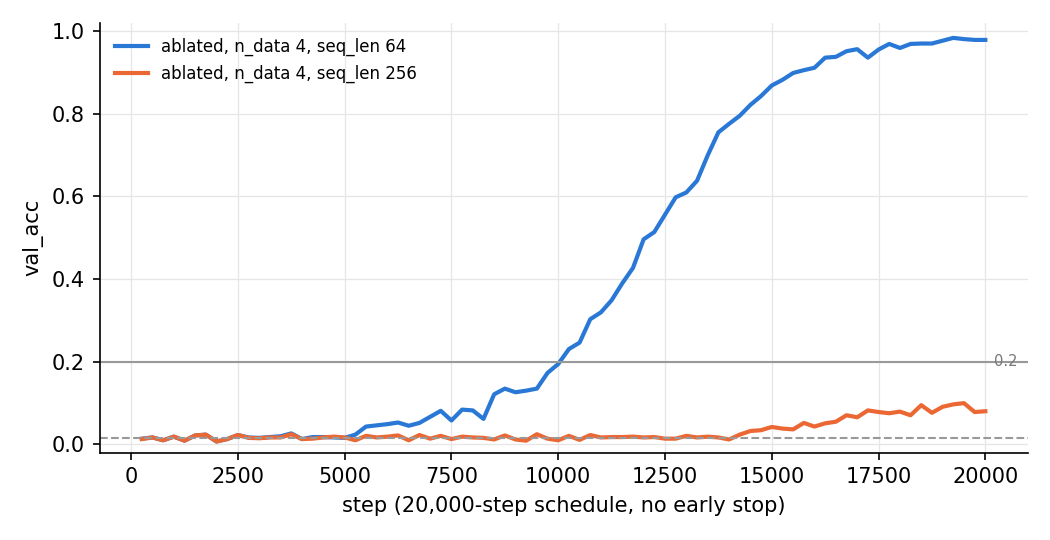 ablated, n_data 4, seq_len 64
ablated, n_data 4, seq_len 256
val_acc
1.0
0.8
0.6
0.4
0.2
0.0
0.2
0 2500 5000 7500 10000 12500 15000 17500 20000
step (20,000-step schedule, no early stop)